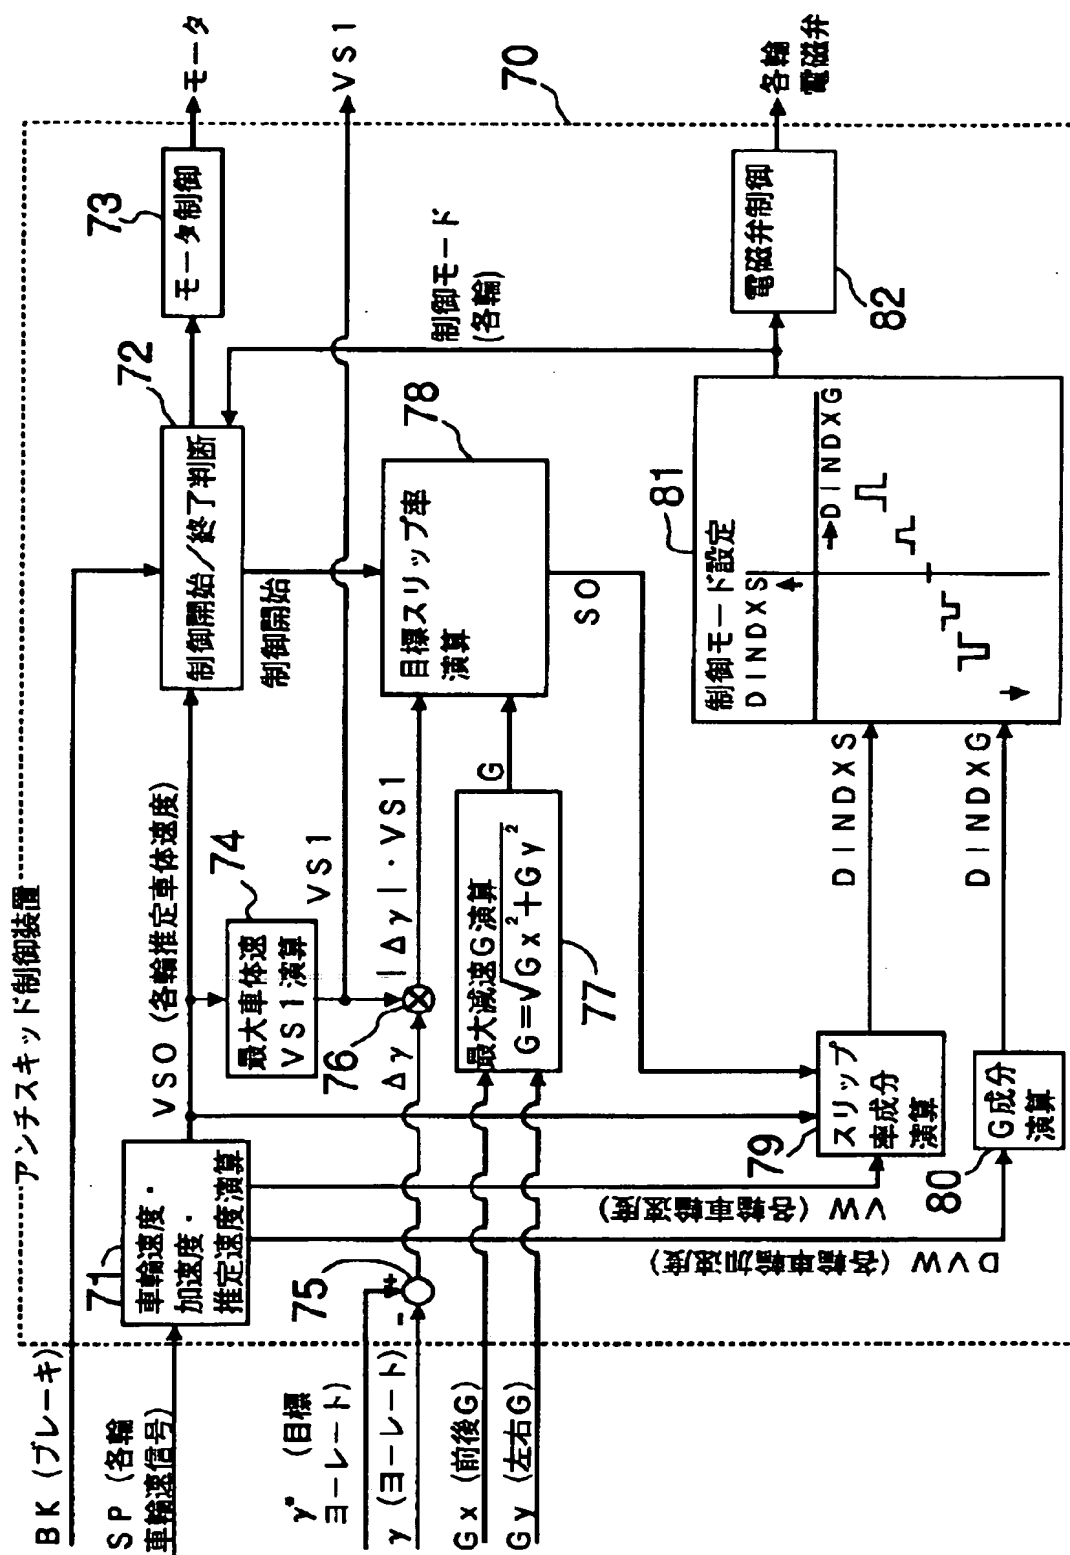 アンチスキッド制御装置
BK (ブレーキ)
SP (各輪
車輪速信号)
γ* (目標
ヨーレート)
γ (ヨーレート)
Gx (前後G)
Gy (左右G)
71
車輪速度・
加速度・
推定速度演算
VSO (各輪推定車体速度)
72
制御開始/終了判断
制御開始
73
モータ制御
モータ
74
最大車体速
VS1演算
VS1
VS1
75
+
-
Δγ
76
|Δγ|・VS1
77
最大減速G演算
G=√Gx²+Gy²
G
78
目標スリップ率
演算
SO
制御モード
(各輪)
70
VW (各輪車輪速度)
DVW (各輪車輪加速度)
79
スリップ
率成分
演算
80
G成分
演算
DINDXS
DINDXG
81
制御モード設定
DINDXS
DINDXG
82
電磁弁制御
各輪
電磁弁